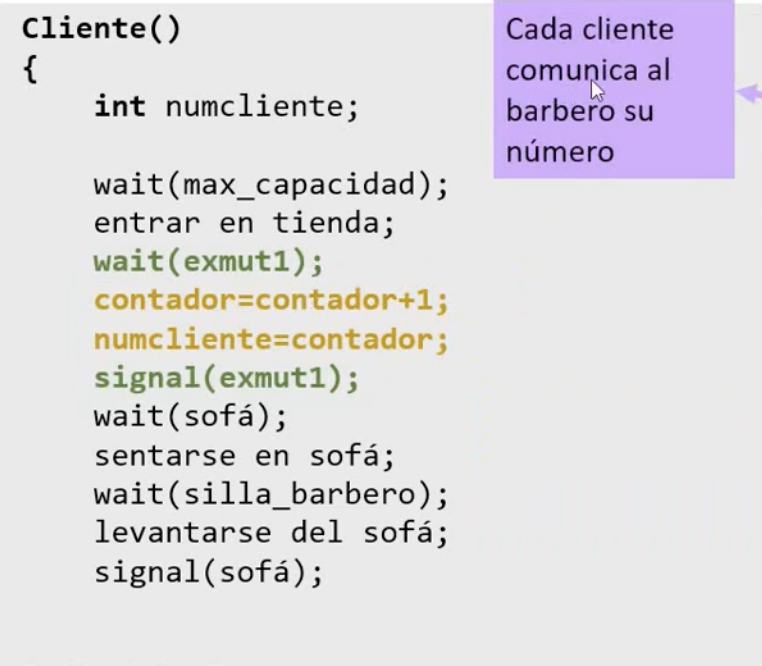 Cliente()
{
int numcliente;
wait(max_capacidad);
entrar en tienda;
wait(exmut1);
contador=contador+1;
numcliente=contador;
signal(exmut1);
wait(sofá);
sentarse en sofá;
wait(silla_barbero);
levantarse del sofá;
signal(sofá);
Cada cliente
comunica al
barbero su
número